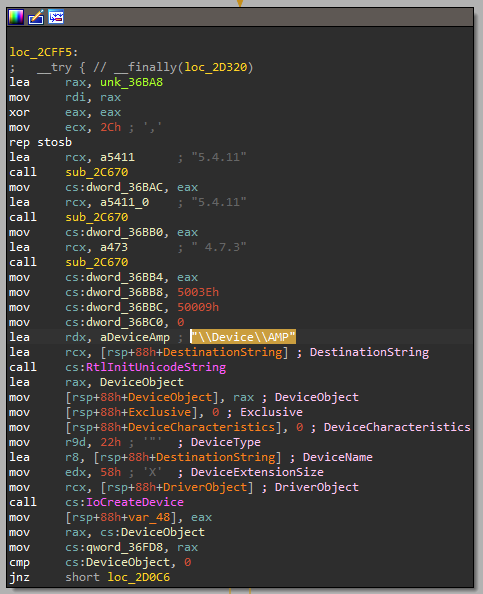 loc_2CFF5:
;   __try { // __finally(loc_2D320)
lea     rax, unk_36BA8
mov     rdi, rax
xor     eax, eax
mov     ecx, 2Ch ; ','
rep stosb
lea     rcx, a5411      ; "5.4.11"
call    sub_2C670
mov     cs:dword_36BAC, eax
lea     rcx, a5411_0    ; "5.4.11"
call    sub_2C670
mov     cs:dword_36BB0, eax
lea     rcx, a473       ; " 4.7.3"
call    sub_2C670
mov     cs:dword_36BB4, eax
mov     cs:dword_36BB8, 5003Eh
mov     cs:dword_36BBC, 50009h
mov     cs:dword_36BC0, 0
lea     rdx, aDeviceAmp ; "\\Device\\AMP"
lea     rcx, [rsp+88h+DestinationString] ; DestinationString
call    cs:RtlInitUnicodeString
lea     rax, DeviceObject
mov     [rsp+88h+DeviceObject], rax ; DeviceObject
mov     [rsp+88h+Exclusive], 0 ; Exclusive
mov     [rsp+88h+DeviceCharacteristics], 0 ; DeviceCharacteristics
mov     r9d, 22h ; '"'  ; DeviceType
lea     r8, [rsp+88h+DestinationString] ; DeviceName
mov     edx, 58h ; 'X'  ; DeviceExtensionSize
mov     rcx, [rsp+88h+DriverObject] ; DriverObject
call    cs:IoCreateDevice
mov     [rsp+88h+var_48], eax
mov     rax, cs:DeviceObject
mov     cs:qword_36FD8, rax
cmp     cs:DeviceObject, 0
jnz     short loc_2D0C6